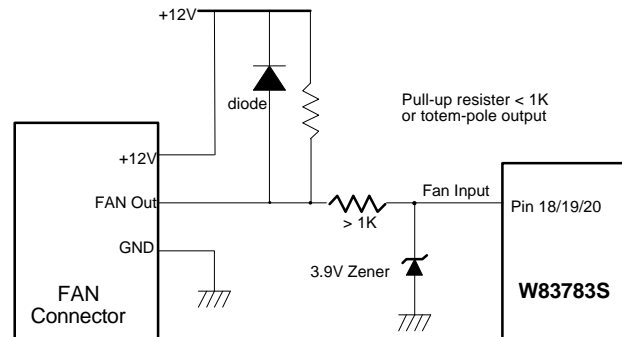 +12V
diode
Pull-up resister < 1K
or totem-pole output
+12V
FAN Out
Fan Input
Pin 18/19/20
> 1K
GND
3.9V Zener
W83783S
FAN
Connector